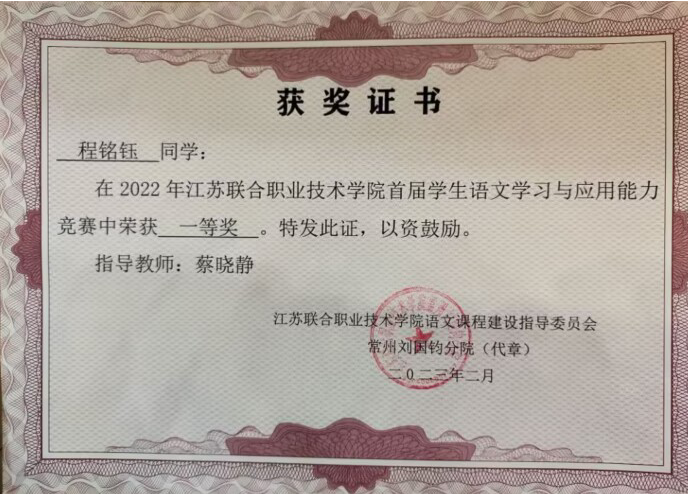 获奖证书
程铭钰 同学：
在 2022 年江苏联合职业技术学院首届学生语文学习与应用能力
竞赛中荣获 一等奖 。特发此证，以资鼓励。
指导教师：蔡晓静
江苏联合职业技术学院语文课程建设指导委员会
常州刘国钧分院（代章）
二0二三年二月